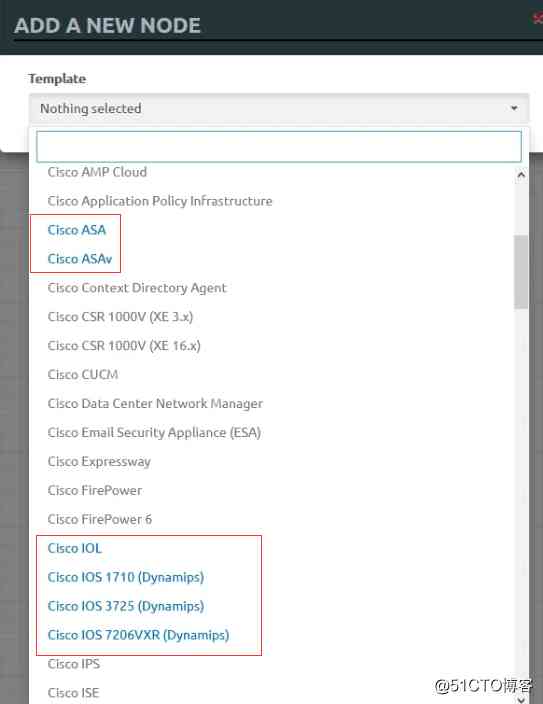 ADD A NEW NODE
Template
Nothing selected
Cisco AMP Cloud
Cisco Application Policy Infrastructure
Cisco ASA
Cisco ASAv
Cisco Context Directory Agent
Cisco CSR 1000V (XE 3.x)
Cisco CSR 1000V (XE 16.x)
Cisco CUCM
Cisco Data Center Network Manager
Cisco Email Security Appliance (ESA)
Cisco Expressway
Cisco FirePower
Cisco FirePower 6
Cisco IOL
Cisco IOS 1710 (Dynamips)
Cisco IOS 3725 (Dynamips)
Cisco IOS 7206VXR (Dynamips)
Cisco IPS
Cisco ISE
@51CTO博客